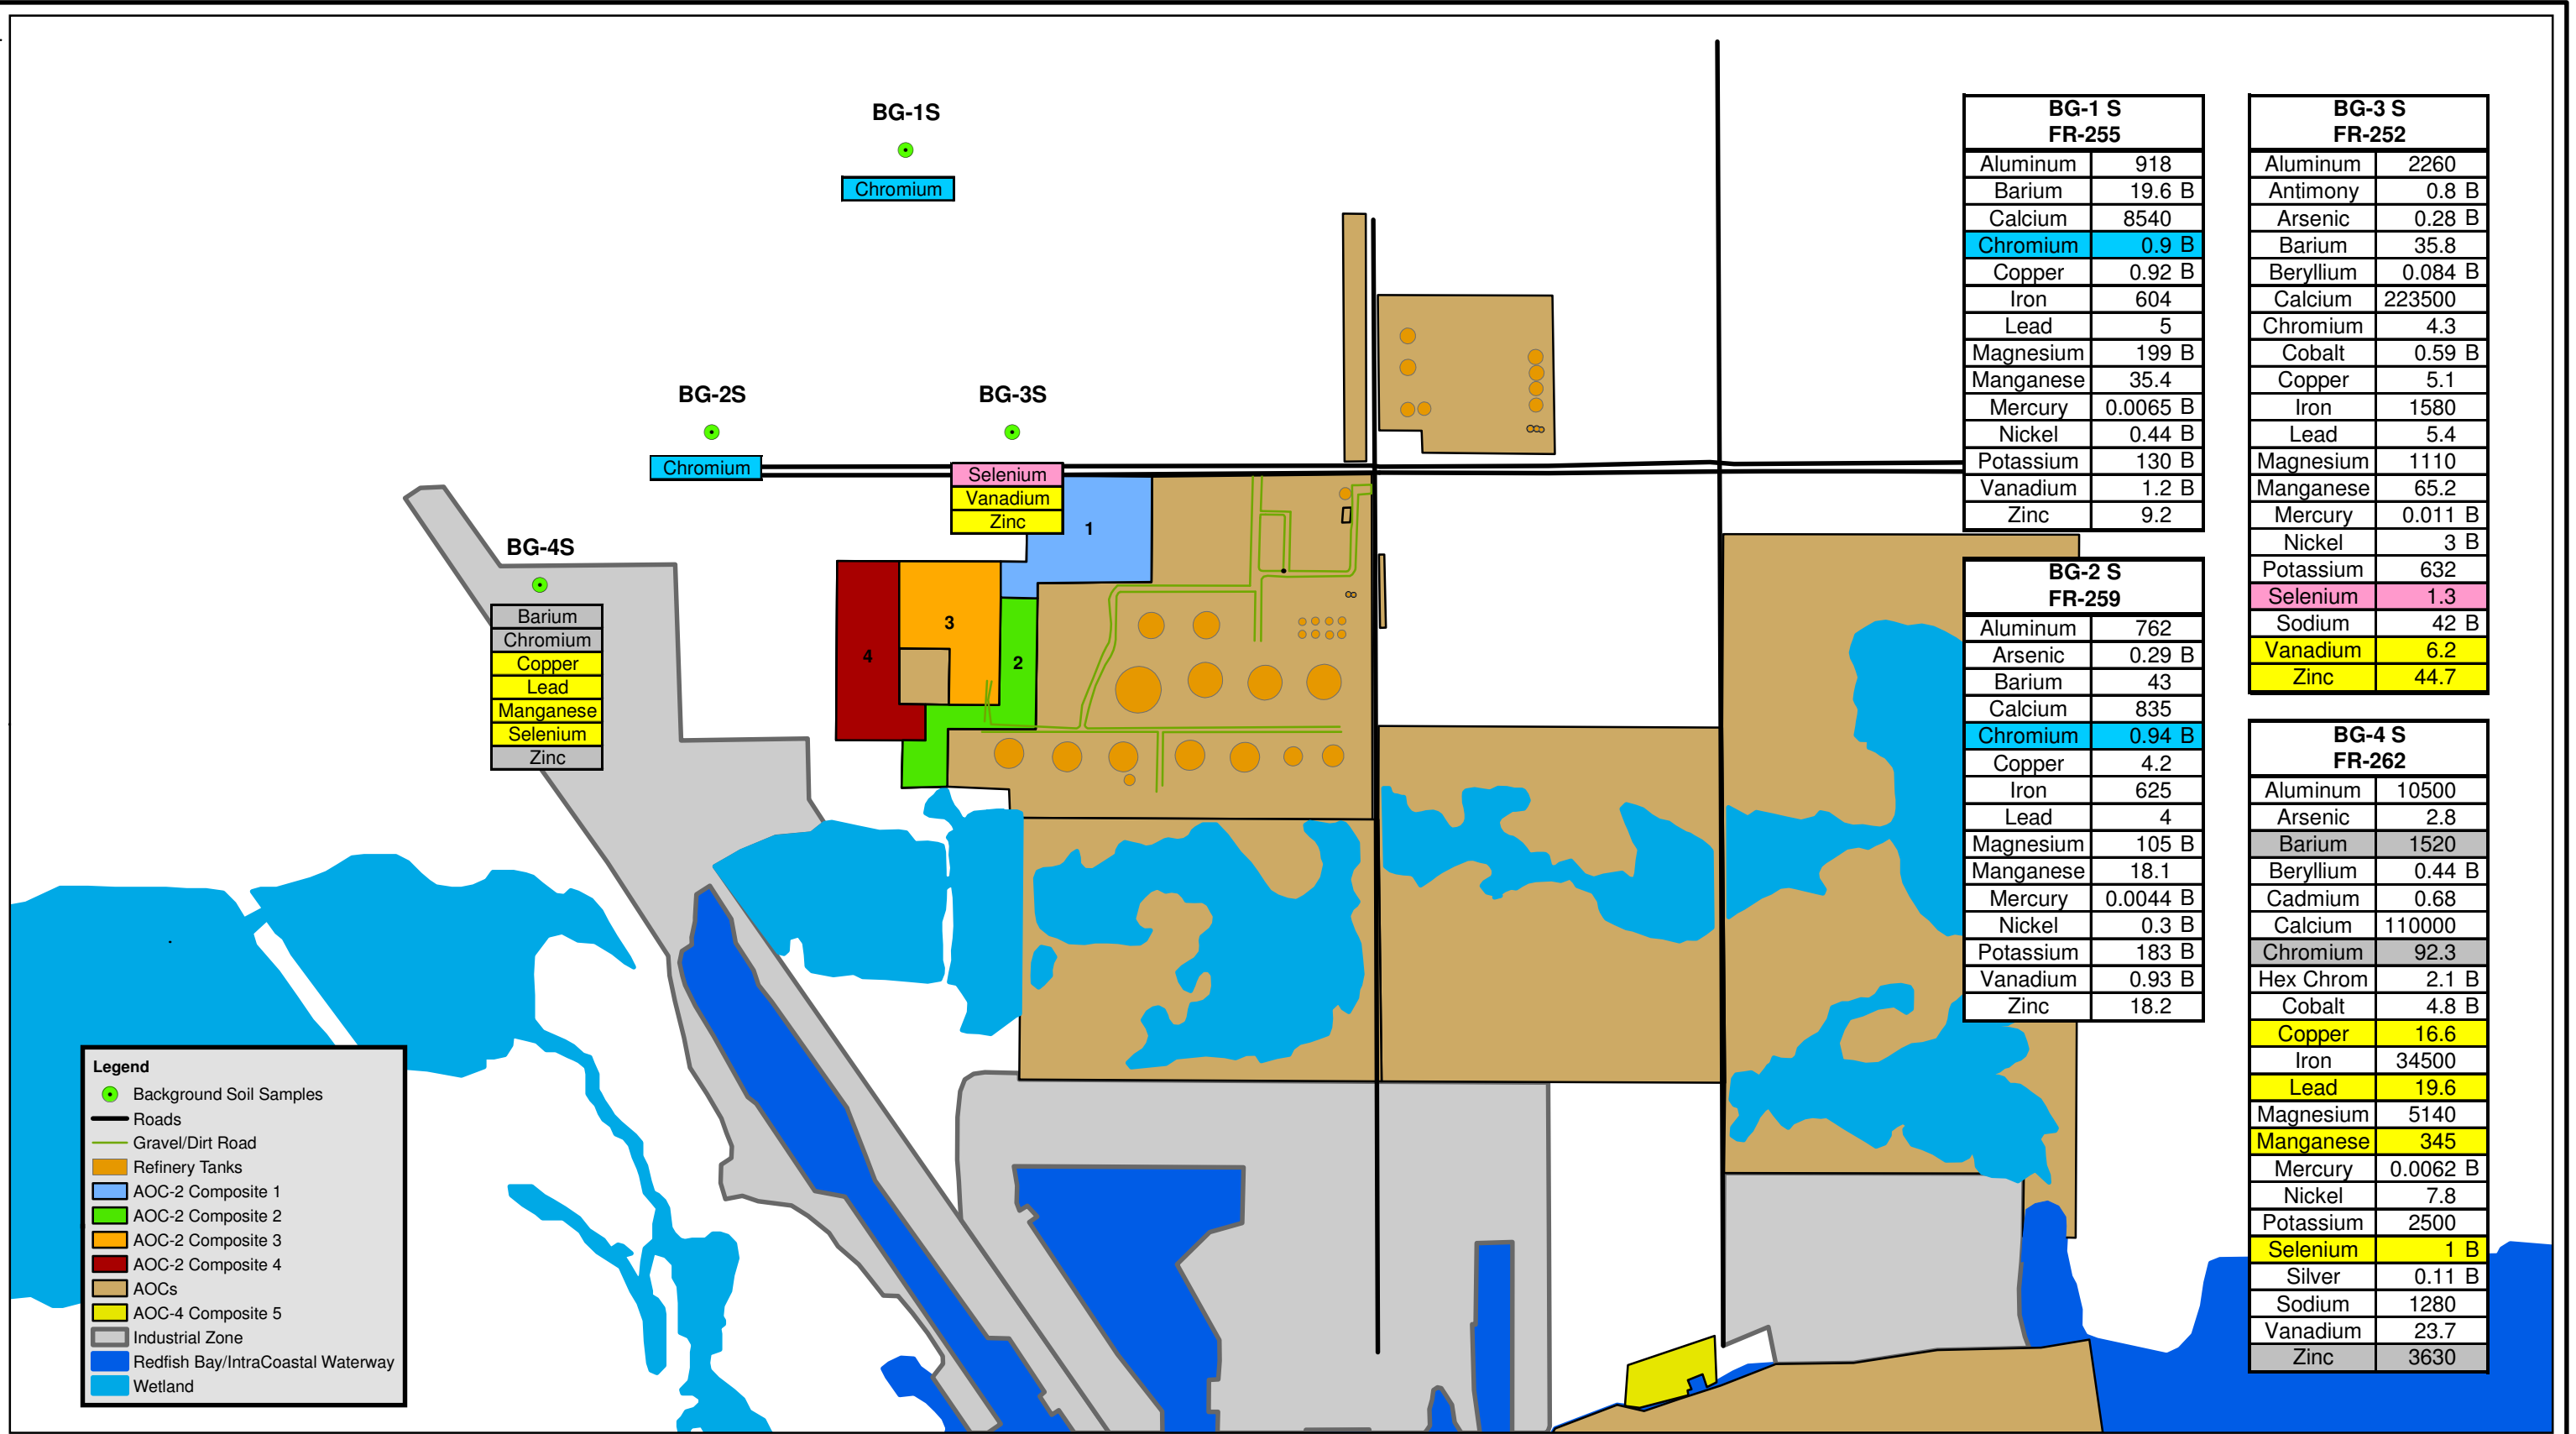 BG-1S
Chromium
BG-2S
Chromium
BG-3S
Selenium
Vanadium
Zinc
BG-4S
Barium
Chromium
Copper
Lead
Manganese
Selenium
Zinc
1
2
3
4
Legend
Background Soil Samples
Roads
Gravel/Dirt Road
Refinery Tanks
AOC-2 Composite 1
AOC-2 Composite 2
AOC-2 Composite 3
AOC-2 Composite 4
AOCs
AOC-4 Composite 5
Industrial Zone
Redfish Bay/IntraCoastal Waterway
Wetland
BG-1 S
FR-255
Aluminum 918
Barium 19.6 B
Calcium 8540
Chromium 0.9 B
Copper 0.92 B
Iron 604
Lead 5
Magnesium 199 B
Manganese 35.4
Mercury 0.0065 B
Nickel 0.44 B
Potassium 130 B
Vanadium 1.2 B
Zinc 9.2
BG-2 S
FR-259
Aluminum 762
Arsenic 0.29 B
Barium 43
Calcium 835
Chromium 0.94 B
Copper 4.2
Iron 625
Lead 4
Magnesium 105 B
Manganese 18.1
Mercury 0.0044 B
Nickel 0.3 B
Potassium 183 B
Vanadium 0.93 B
Zinc 18.2
BG-3 S
FR-252
Aluminum 2260
Antimony 0.8 B
Arsenic 0.28 B
Barium 35.8
Beryllium 0.084 B
Calcium 223500
Chromium 4.3
Cobalt 0.59 B
Copper 5.1
Iron 1580
Lead 5.4
Magnesium 1110
Manganese 65.2
Mercury 0.011 B
Nickel 3 B
Potassium 632
Selenium 1.3
Sodium 42 B
Vanadium 6.2
Zinc 44.7
BG-4 S
FR-262
Aluminum 10500
Arsenic 2.8
Barium 1520
Beryllium 0.44 B
Cadmium 0.68
Calcium 110000
Chromium 92.3
Hex Chrom 2.1 B
Cobalt 4.8 B
Copper 16.6
Iron 34500
Lead 19.6
Magnesium 5140
Manganese 345
Mercury 0.0062 B
Nickel 7.8
Potassium 2500
Selenium 1 B
Silver 0.11 B
Sodium 1280
Vanadium 23.7
Zinc 3630